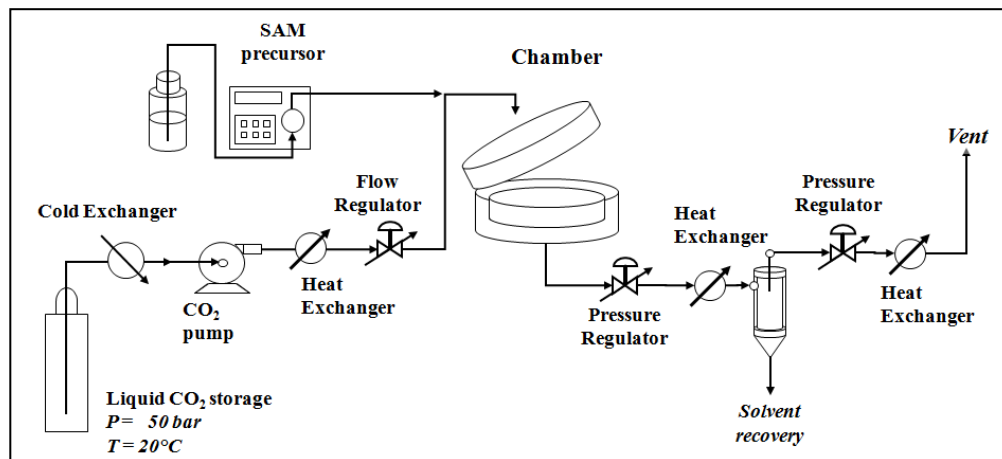 SAM
precursor
Chamber
Vent
Flow
Regulator
Pressure
Regulator
Cold Exchanger
Heat
Exchanger
Heat
Exchanger
CO2
pump
Pressure
Regulator
Heat
Exchanger
Liquid CO2 storage
P= 50 bar
T = 20°C
Solvent
recovery